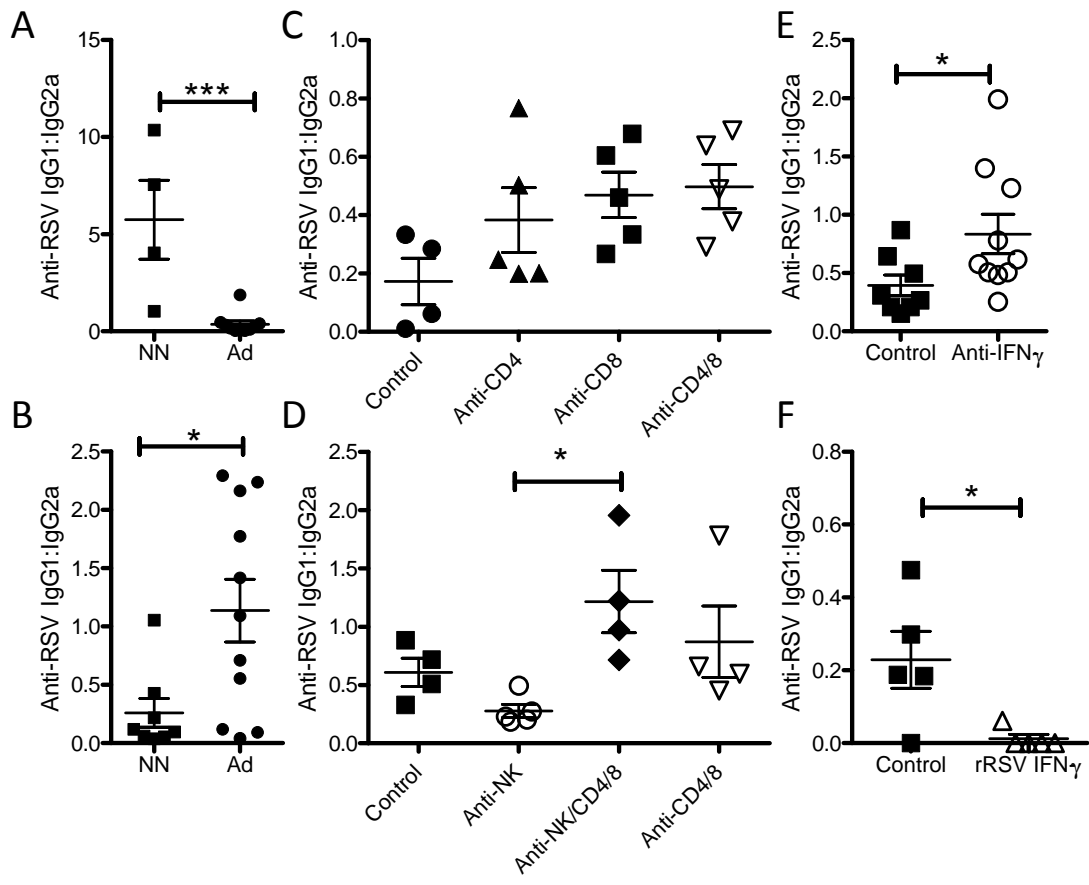 A
Anti-RSV IgG1:IgG2a
15
10
5
0
***
NN Ad
B
Anti-RSV IgG1:IgG2a
2.5
2.0
1.5
1.0
0.5
0.0
*
NN Ad
C
Anti-RSV IgG1:IgG2a
1.0
0.8
0.6
0.4
0.2
0.0
Control Anti-CD4 Anti-CD8 Anti-CD4/8
D
Anti-RSV IgG1:IgG2a
2.5
2.0
1.5
1.0
0.5
0.0
*
Control Anti-NK Anti-NK/CD4/8 Anti-CD4/8
E
Anti-RSV IgG1:IgG2a
2.5
2.0
1.5
1.0
0.5
0.0
*
Control Anti-IFNγ
F
Anti-RSV IgG1:IgG2a
0.8
0.6
0.4
0.2
0.0
*
Control rRSV IFN-γ